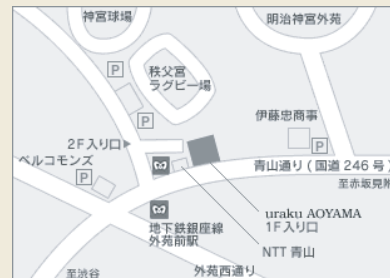 神宮球場
明治神宮外苑
P
秩父宮
ラグビー場
P
伊藤忠商事
P
2F入り口
ベルコモンズ
P
青山通り(国道246号)
至赤坂見附
uraku AOYAMA
1F入り口
地下鉄銀座線
外苑前駅
NTT 青山
外苑西通り
至渋谷